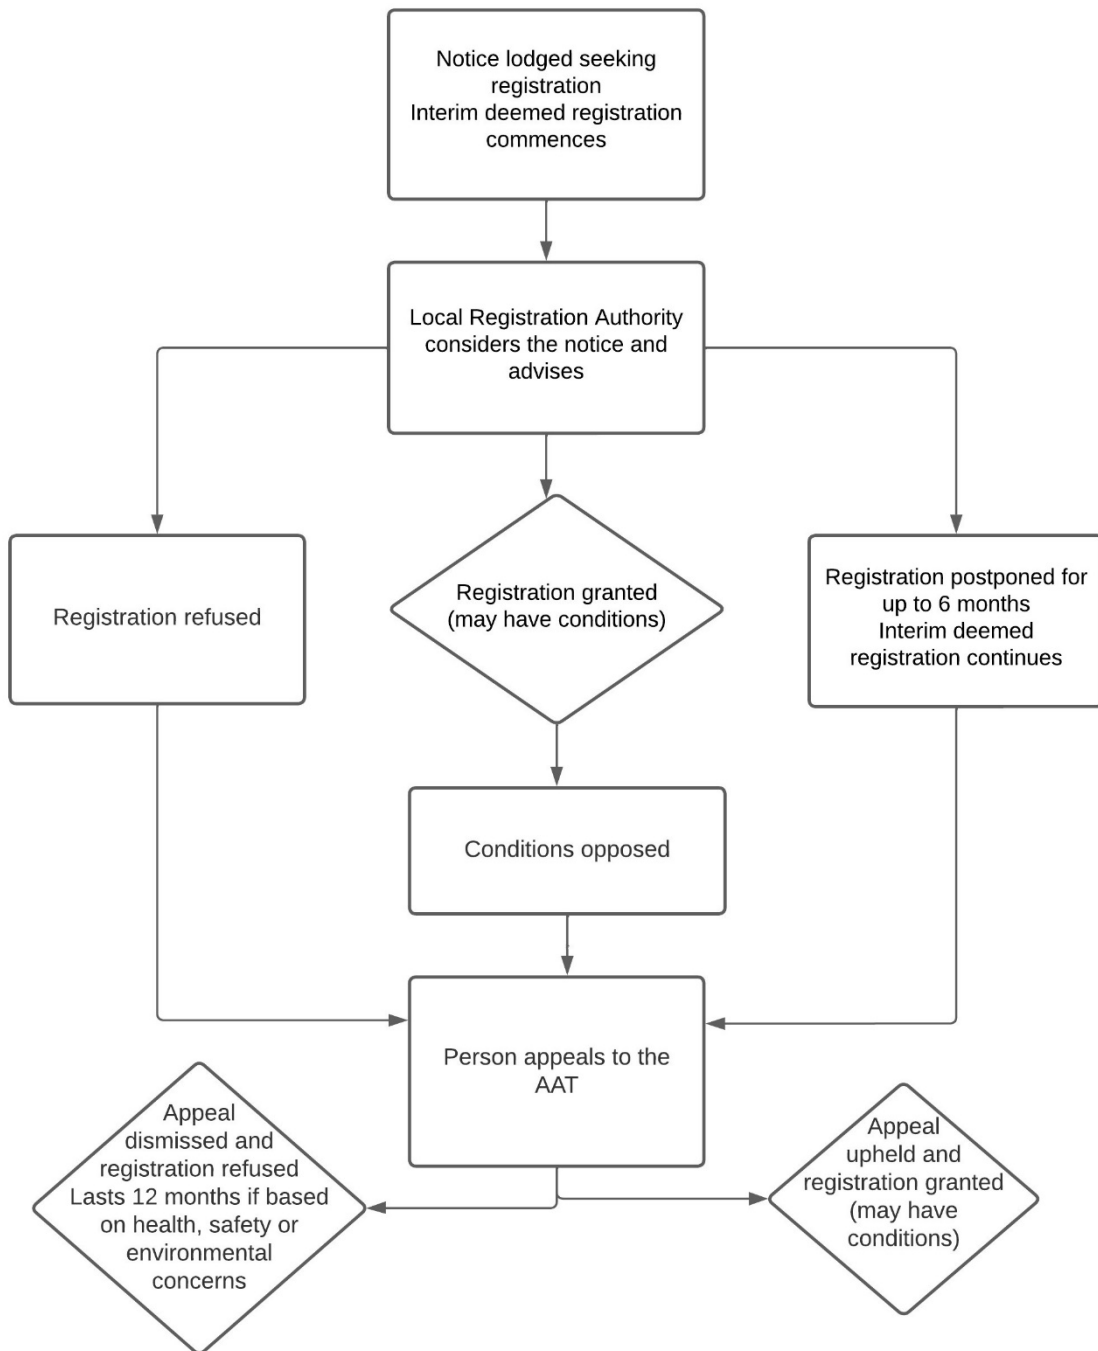 Notice lodged seeking
registration
Interim deemed registration
commences
Local Registration Authority
considers the notice and
advises
Registration refused
Registration granted
(may have conditions)
Registration postponed for
up to 6 months
Interim deemed
registration continues
Conditions opposed
Person appeals to the
AAT
Appeal
dismissed and
registration refused
Lasts 12 months if based
on health, safety or
environmental
concerns
Appeal
upheld and
registration granted
(may have
conditions)